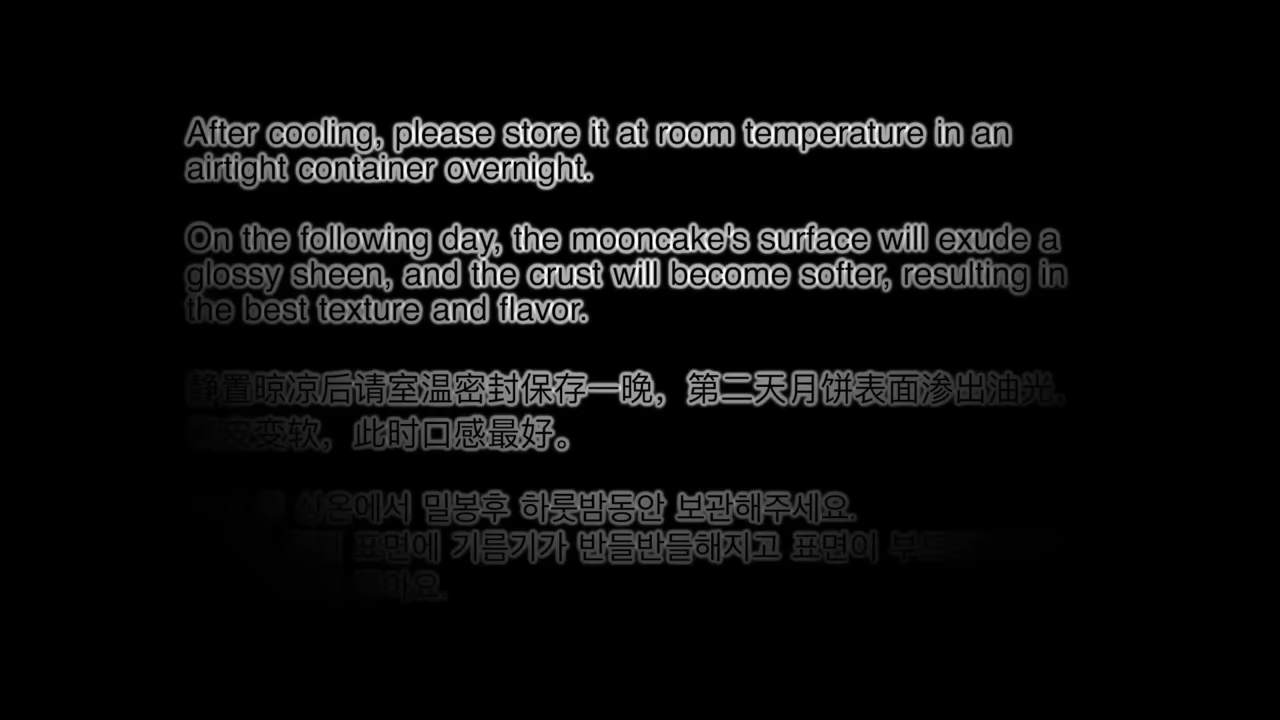 After cooling, please store it at room temperature in an
airtight container overnight.
On the following day, the mooncake's surface will exude a
glossy sheen, and the crust will become softer, resulting in
the best texture and flavor.
静置晾凉后请室温密封保存一晚，第二天月饼表面渗出油光，
皮变软，此时口感最好。
후 실온에서 밀봉후 하룻밤동안 보관해주세요.
표면에 기름기가 반들반들해지고 표면이